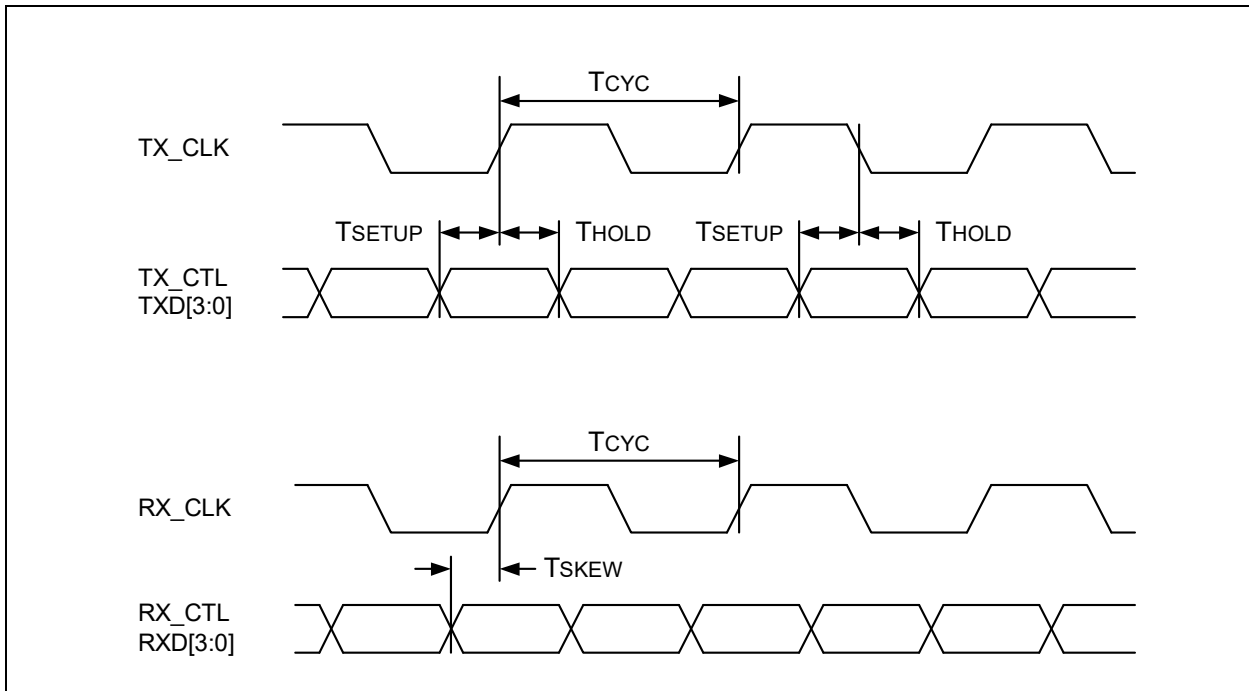 TCYC
TX_CLK
TSETUP THOLD TSETUP THOLD
TX_CTL
TXD[3:0]
TCYC
RX_CLK
TSKEW
RX_CTL
RXD[3:0]